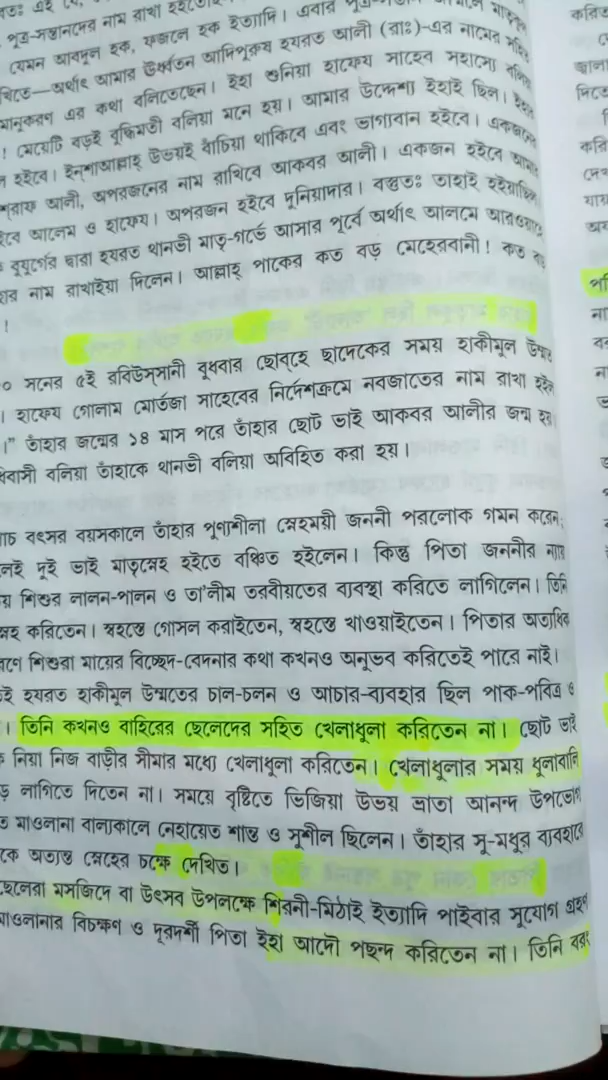 পুত্র-সন্তানদের নাম রাখা হইতে
যেমন আবদুল হক, ফজলে হক ইত্যাদি। এবার
অর্থাৎ আমার ঊর্ধ্বতন আদিপুরুষ হযরত আলী (রাঃ)-এর নামের সহিত
এর কথা বলিতেছেন। ইহা শুনিয়া হাফেয সাহেব সহাস্যে
! মেয়েটি বড়ই বুদ্ধিমতী বলিয়া মনে হয়। আমার উদ্দেশ্য ইহাই ছিল।
হইবে। ইন্‌শাআল্লাহ্ উভয়ই বাঁচিয়া থাকিবে এবং ভাগ্যবান হইবে। একজনের
আলী, অপরজনের নাম রাখিবে আকবর আলী। একজন হইবে আমার
আলেম ও হাফেয। অপরজন হইবে দুনিয়াদার। বস্তুতঃ তাহাই হইয়াছিল
বুযুর্গের দ্বারা হযরত থানভী মাতৃ-গর্ভে আসার পূর্বে অর্থাৎ আলমে
নাম রাখাইয়া দিলেন। আল্লাহ্ পাকের কত বড় মেহেরবানী! কত বড়
!
০ সনের ৫ই রবিউস্‌সানী বুধবার ছোব্‌হে ছাদেকের সময় হাকীমুল উম্মত
। হাফেয গোলাম মোর্তজা সাহেবের নির্দেশক্রমে নবজাতের নাম রাখা হইল
।” তাঁহার জন্মের ১৪ মাস পরে তাঁহার ছোট ভাই আকবর আলীর জন্ম হয়।
বলিয়া তাঁহাকে থানভী বলিয়া অবিহিত করা হয়।
বৎসর বয়সকালে তাঁহার পুণ্যশীলা স্নেহময়ী জননী পরলোক গমন করেন;
দুই ভাই মাতৃস্নেহ হইতে বঞ্চিত হইলেন। কিন্তু পিতা জননীর ন্যায়
শিশুর লালন-পালন ও তা'লীম তরবীয়তের ব্যবস্থা করিতে লাগিলেন। তিনি
করিতেন। স্বহস্তে গোসল করাইতেন, স্বহস্তে খাওয়াইতেন। পিতার অত্যধিক
শিশুরা মায়ের বিচ্ছেদ-বেদনার কথা কখনও অনুভব করিতেই পারে নাই।
হযরত হাকীমুল উম্মতের চাল-চলন ও আচার-ব্যবহার ছিল পাক-পবিত্র ও
। তিনি কখনও বাহিরের ছেলেদের সহিত খেলাধুলা করিতেন না। ছোট ভাই
নিয়া নিজ বাড়ীর সীমার মধ্যে খেলাধুলা করিতেন। খেলাধুলার সময় ধুলাবালি
লাগিতে দিতেন না। সময়ে বৃষ্টিতে ভিজিয়া উভয় ভ্রাতা আনন্দ উপভোগ
মাওলানা বাল্যকালে নেহায়েত শান্ত ও সুশীল ছিলেন। তাঁহার সু-মধুর ব্যবহারে
অত্যন্ত স্নেহের চক্ষে দেখিত।
ছেলেরা মসজিদে বা উৎসব উপলক্ষে শিরনী-মিঠাই ইত্যাদি পাইবার সুযোগ গ্রহণ
মাওলানার বিচক্ষণ ও দূরদর্শী পিতা ইহা আদৌ পছন্দ করিতেন না। তিনি বরং